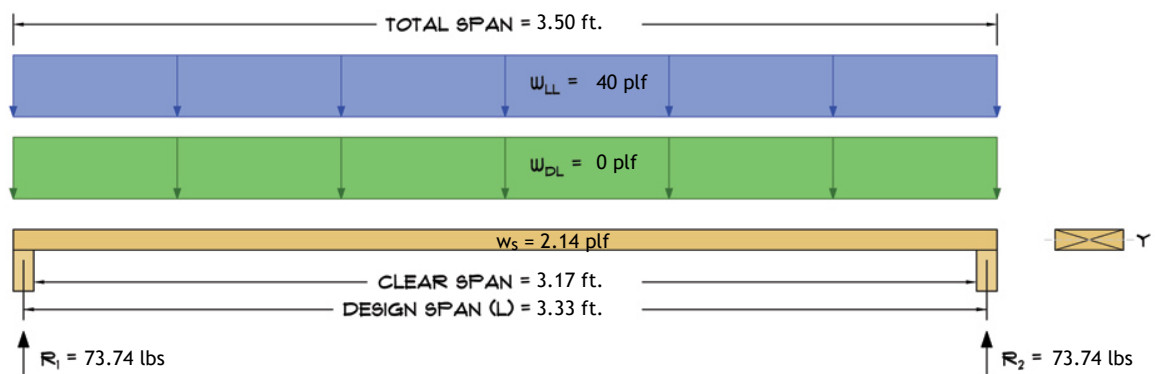 TOTAL SPAN = 3.50 ft.
wLL = 40 plf
wDL = 0 plf
ws = 2.14 plf
Y
CLEAR SPAN = 3.17 ft.
DESIGN SPAN (L) = 3.33 ft.
R1 = 73.74 lbs
R2 = 73.74 lbs